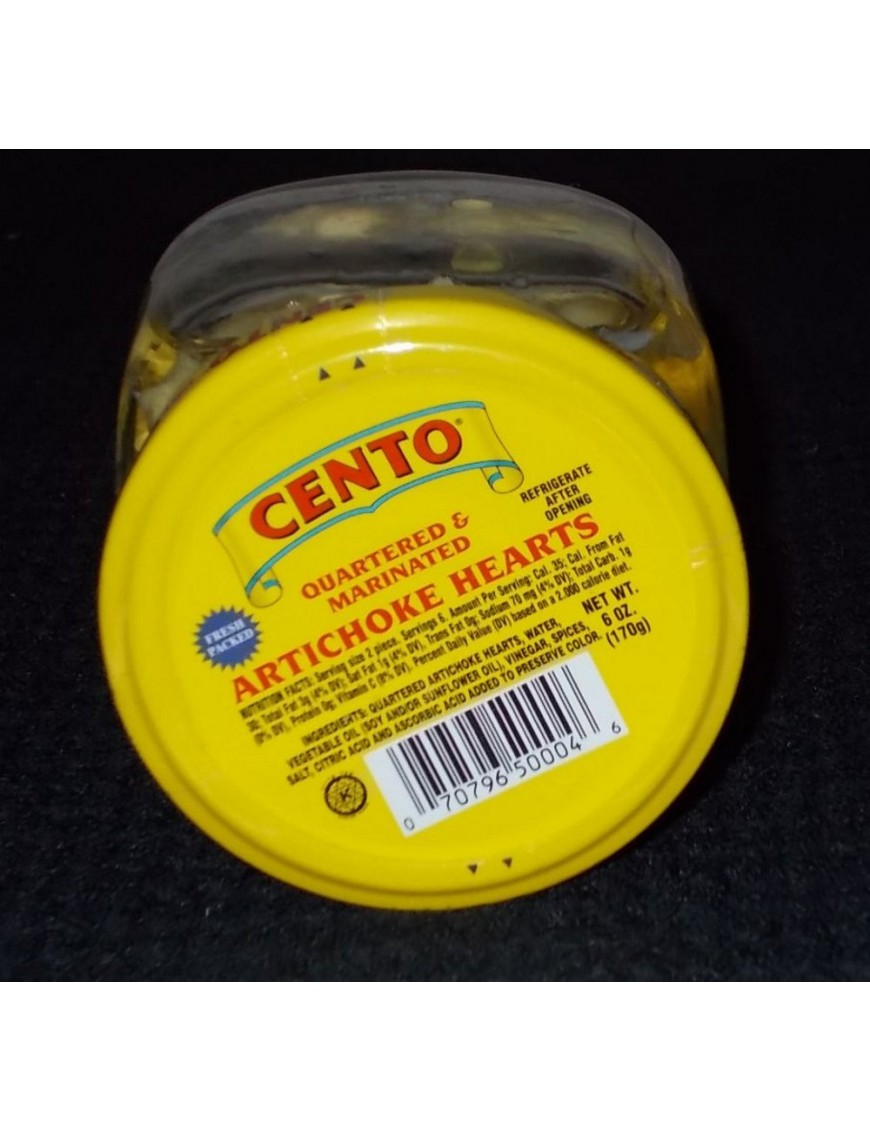 CENTO®
QUARTERED &
MARINATED
REFRIGERATE
AFTER
OPENING
ARTICHOKE HEARTS
FRESH
PACKED
NUTRITION FACTS: Serving size 2 piece, Servings 6, Amount Per Serving: Cal. 35; Cal. From Fat
30; Total Fat 3g (4% DV); Sat Fat 1g (4% DV), Trans Fat 0g; Sodium 70 mg (4% DV); Total Carb. 1g
(0% DV), Protein 0g; Vitamin C (8% DV). Percent Daily Value (DV) based on a 2,000 calorie diet.
INGREDIENTS: QUARTERED ARTICHOKE HEARTS, WATER,
VEGETABLE OIL (SOY AND/OR SUNFLOWER OIL), VINEGAR, SPICES,
SALT, CITRIC ACID AND ASCORBIC ACID ADDED TO PRESERVE COLOR.
NET WT.
6 OZ.
(170g)
K
0 70796 50004 6